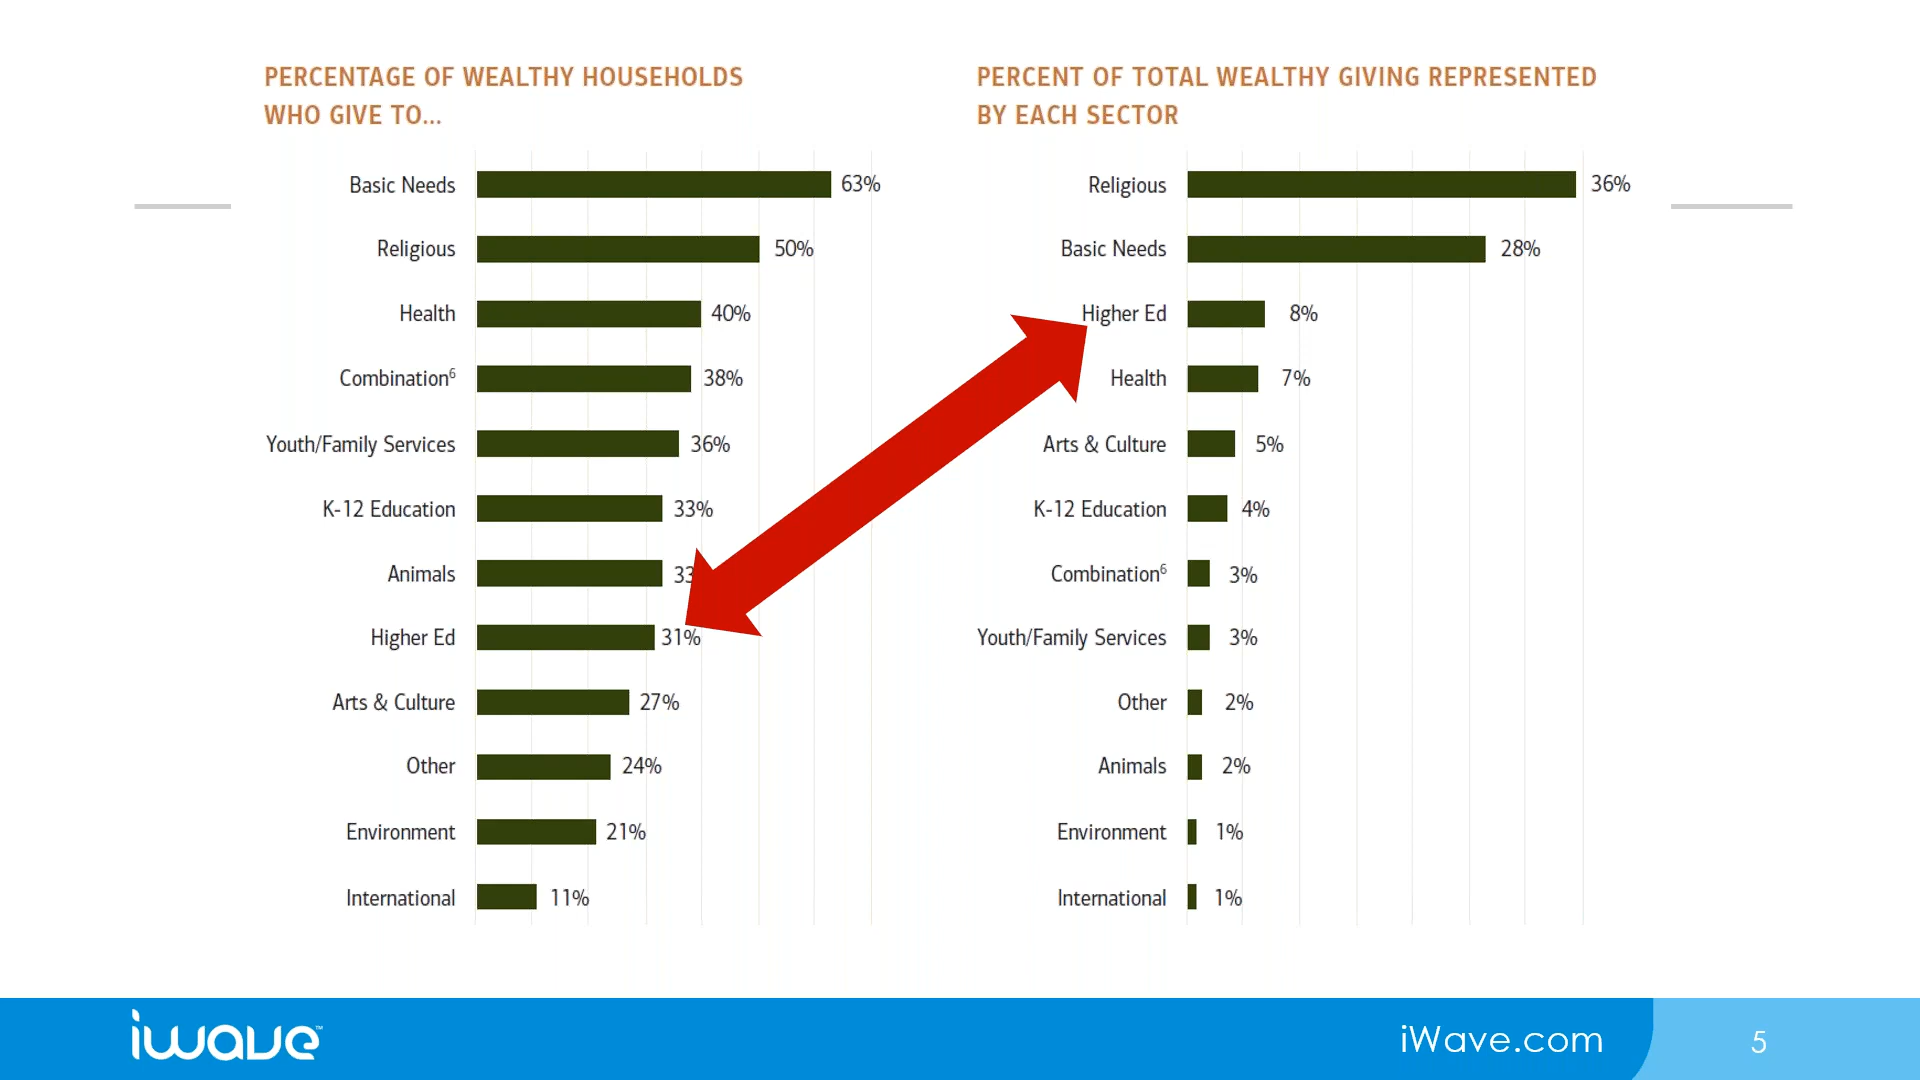 PERCENTAGE OF WEALTHY HOUSEHOLDS
WHO GIVE TO...
Basic Needs 63%
Religious 50%
Health 40%
Combination⁶ 38%
Youth/Family Services 36%
K-12 Education 33%
Animals 33
Higher Ed 31%
Arts & Culture 27%
Other 24%
Environment 21%
International 11%
PERCENT OF TOTAL WEALTHY GIVING REPRESENTED
BY EACH SECTOR
Religious 36%
Basic Needs 28%
Higher Ed 8%
Health 7%
Arts & Culture 5%
K-12 Education 4%
Combination⁶ 3%
Youth/Family Services 3%
Other 2%
Animals 2%
Environment 1%
International 1%
iwave™
iWave.com
5